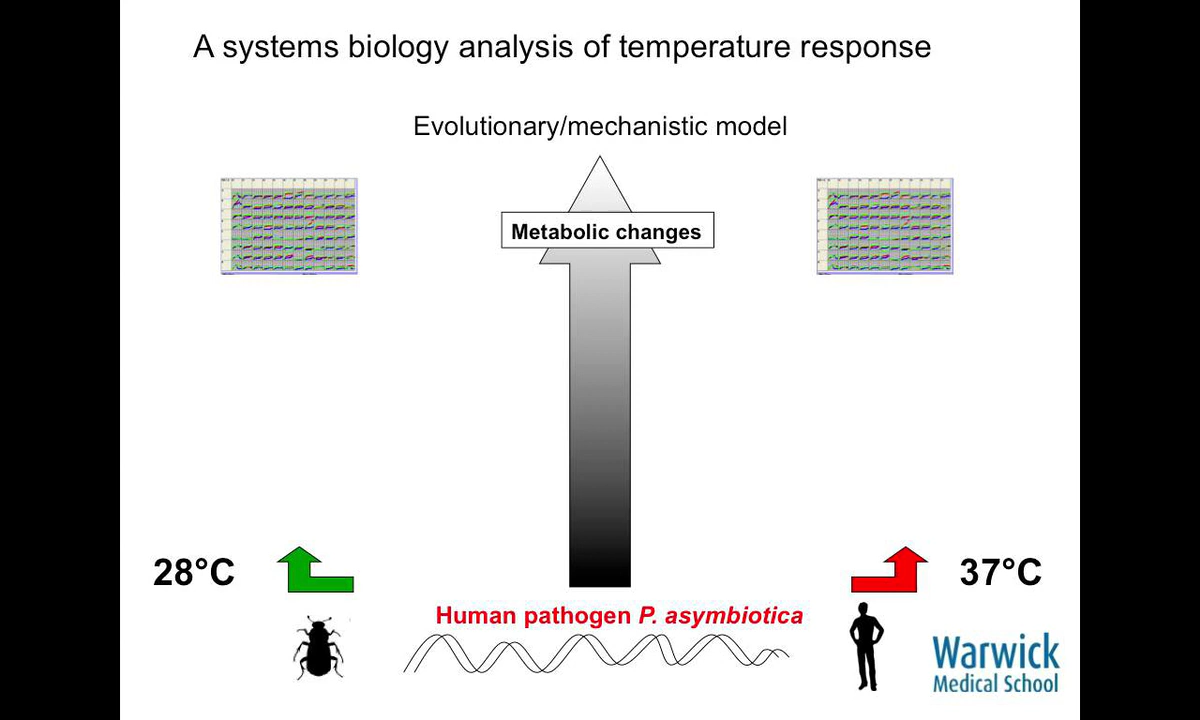 A systems biology analysis of temperature response
Evolutionary/mechanistic model
Metabolic changes
28°C
37°C
Human pathogen P. asymbiotica
Warwick
Medical School